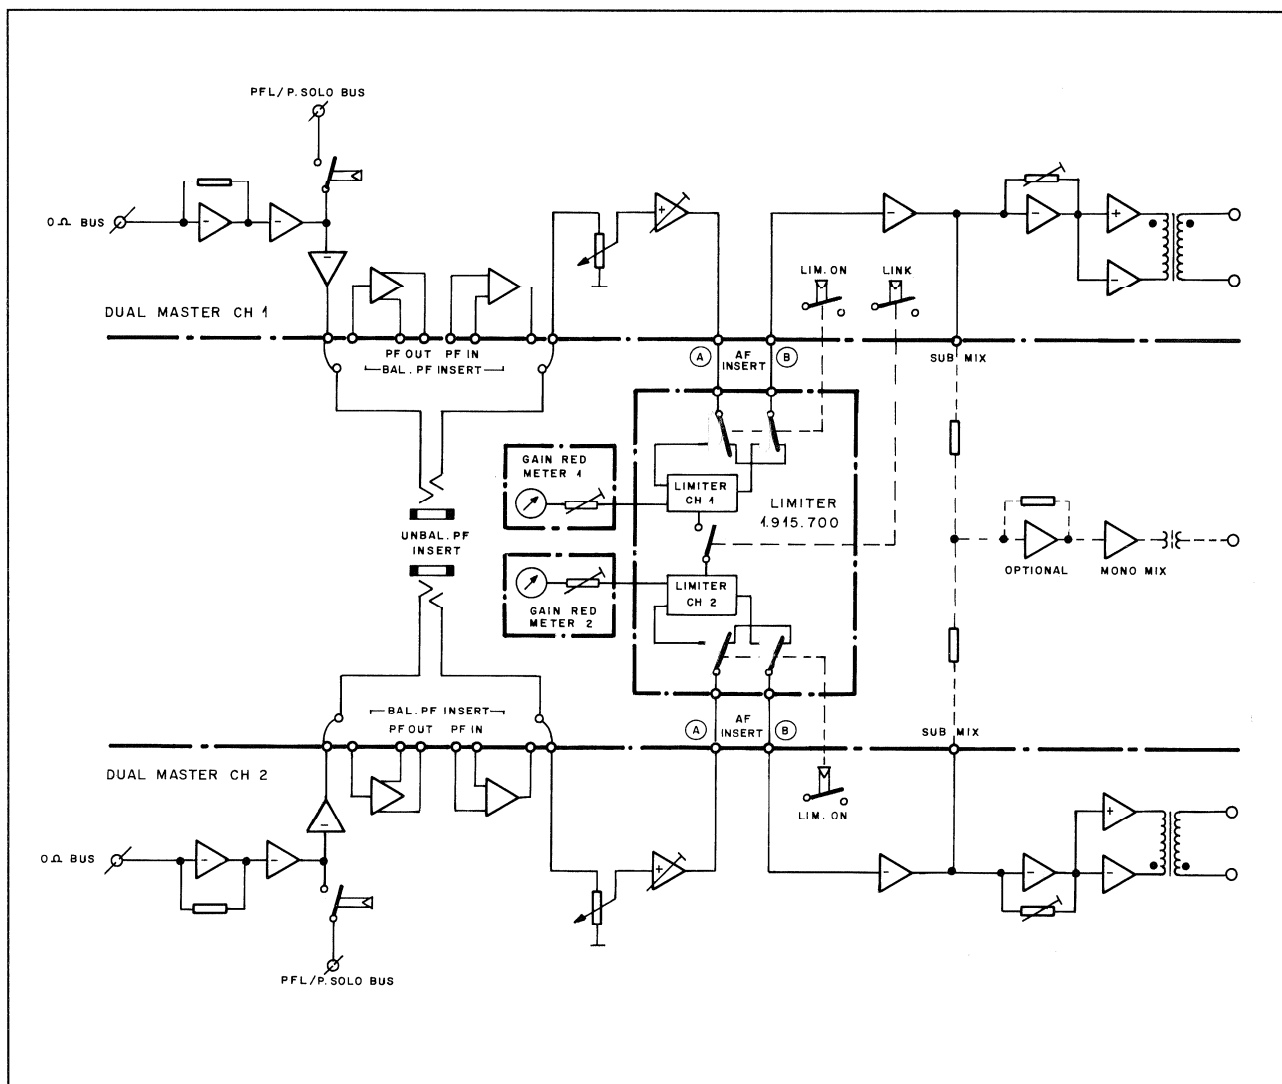 PFL/P. SOLO BUS
0Ω BUS
+
LIM. ON
LINK
DUAL MASTER CH 1
PF OUT PF IN
BAL. PF INSERT
A
AF INSERT
B
SUB MIX
GAIN RED
METER 1
LIMITER
CH 1
LIMITER
1.915.700
UNBAL. PF
INSERT
OPTIONAL
MONO MIX
LIMITER
CH 2
GAIN RED
METER 2
BAL. PF INSERT
PF OUT PF IN
A
AF
INSERT
B
SUB MIX
DUAL MASTER CH 2
LIM. ON
0Ω BUS
PFL/P. SOLO BUS